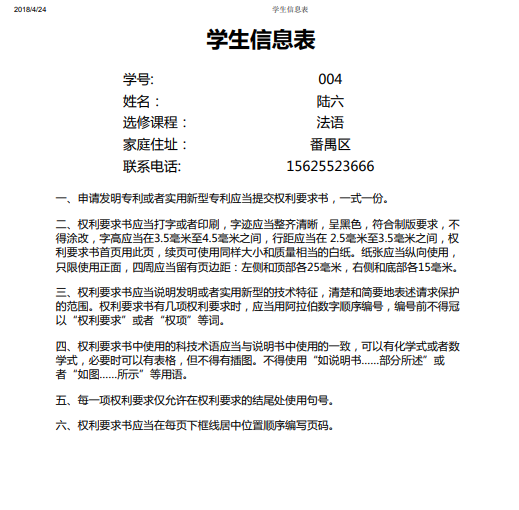 2018/4/24 学生信息表
学生信息表
学号: 004
姓名： 陆六
选修课程： 法语
家庭住址： 番禺区
联系电话: 15625523666
一、申请发明专利或者实用新型专利应当提交权利要求书，一式一份。
二、权利要求书应当打字或者印刷，字迹应当整齐清晰，呈黑色，符合制版要求，不
得涂改，字高应当在3.5毫米至4.5毫米之间，行距应当在 2.5毫米至3.5毫米之间，权
利要求书首页用此页，续页可使用同样大小和质量相当的白纸。纸张应当纵向使用，
只限使用正面，四周应当留有页边距：左侧和顶部各25毫米，右侧和底部各15毫米。
三、权利要求书应当说明发明或者实用新型的技术特征，清楚和简要地表述请求保护
的范围。权利要求书有几项权利要求时，应当用阿拉伯数字顺序编号，编号前不得冠
以“权利要求”或者“权项”等词。
四、权利要求书中使用的科技术语应当与说明书中使用的一致，可以有化学式或者数
学式，必要时可以有表格，但不得有插图。不得使用“如说明书……部分所述”或
者“如图……所示”等用语。
五、每一项权利要求仅允许在权利要求的结尾处使用句号。
六、权利要求书应当在每页下框线居中位置顺序编写页码。